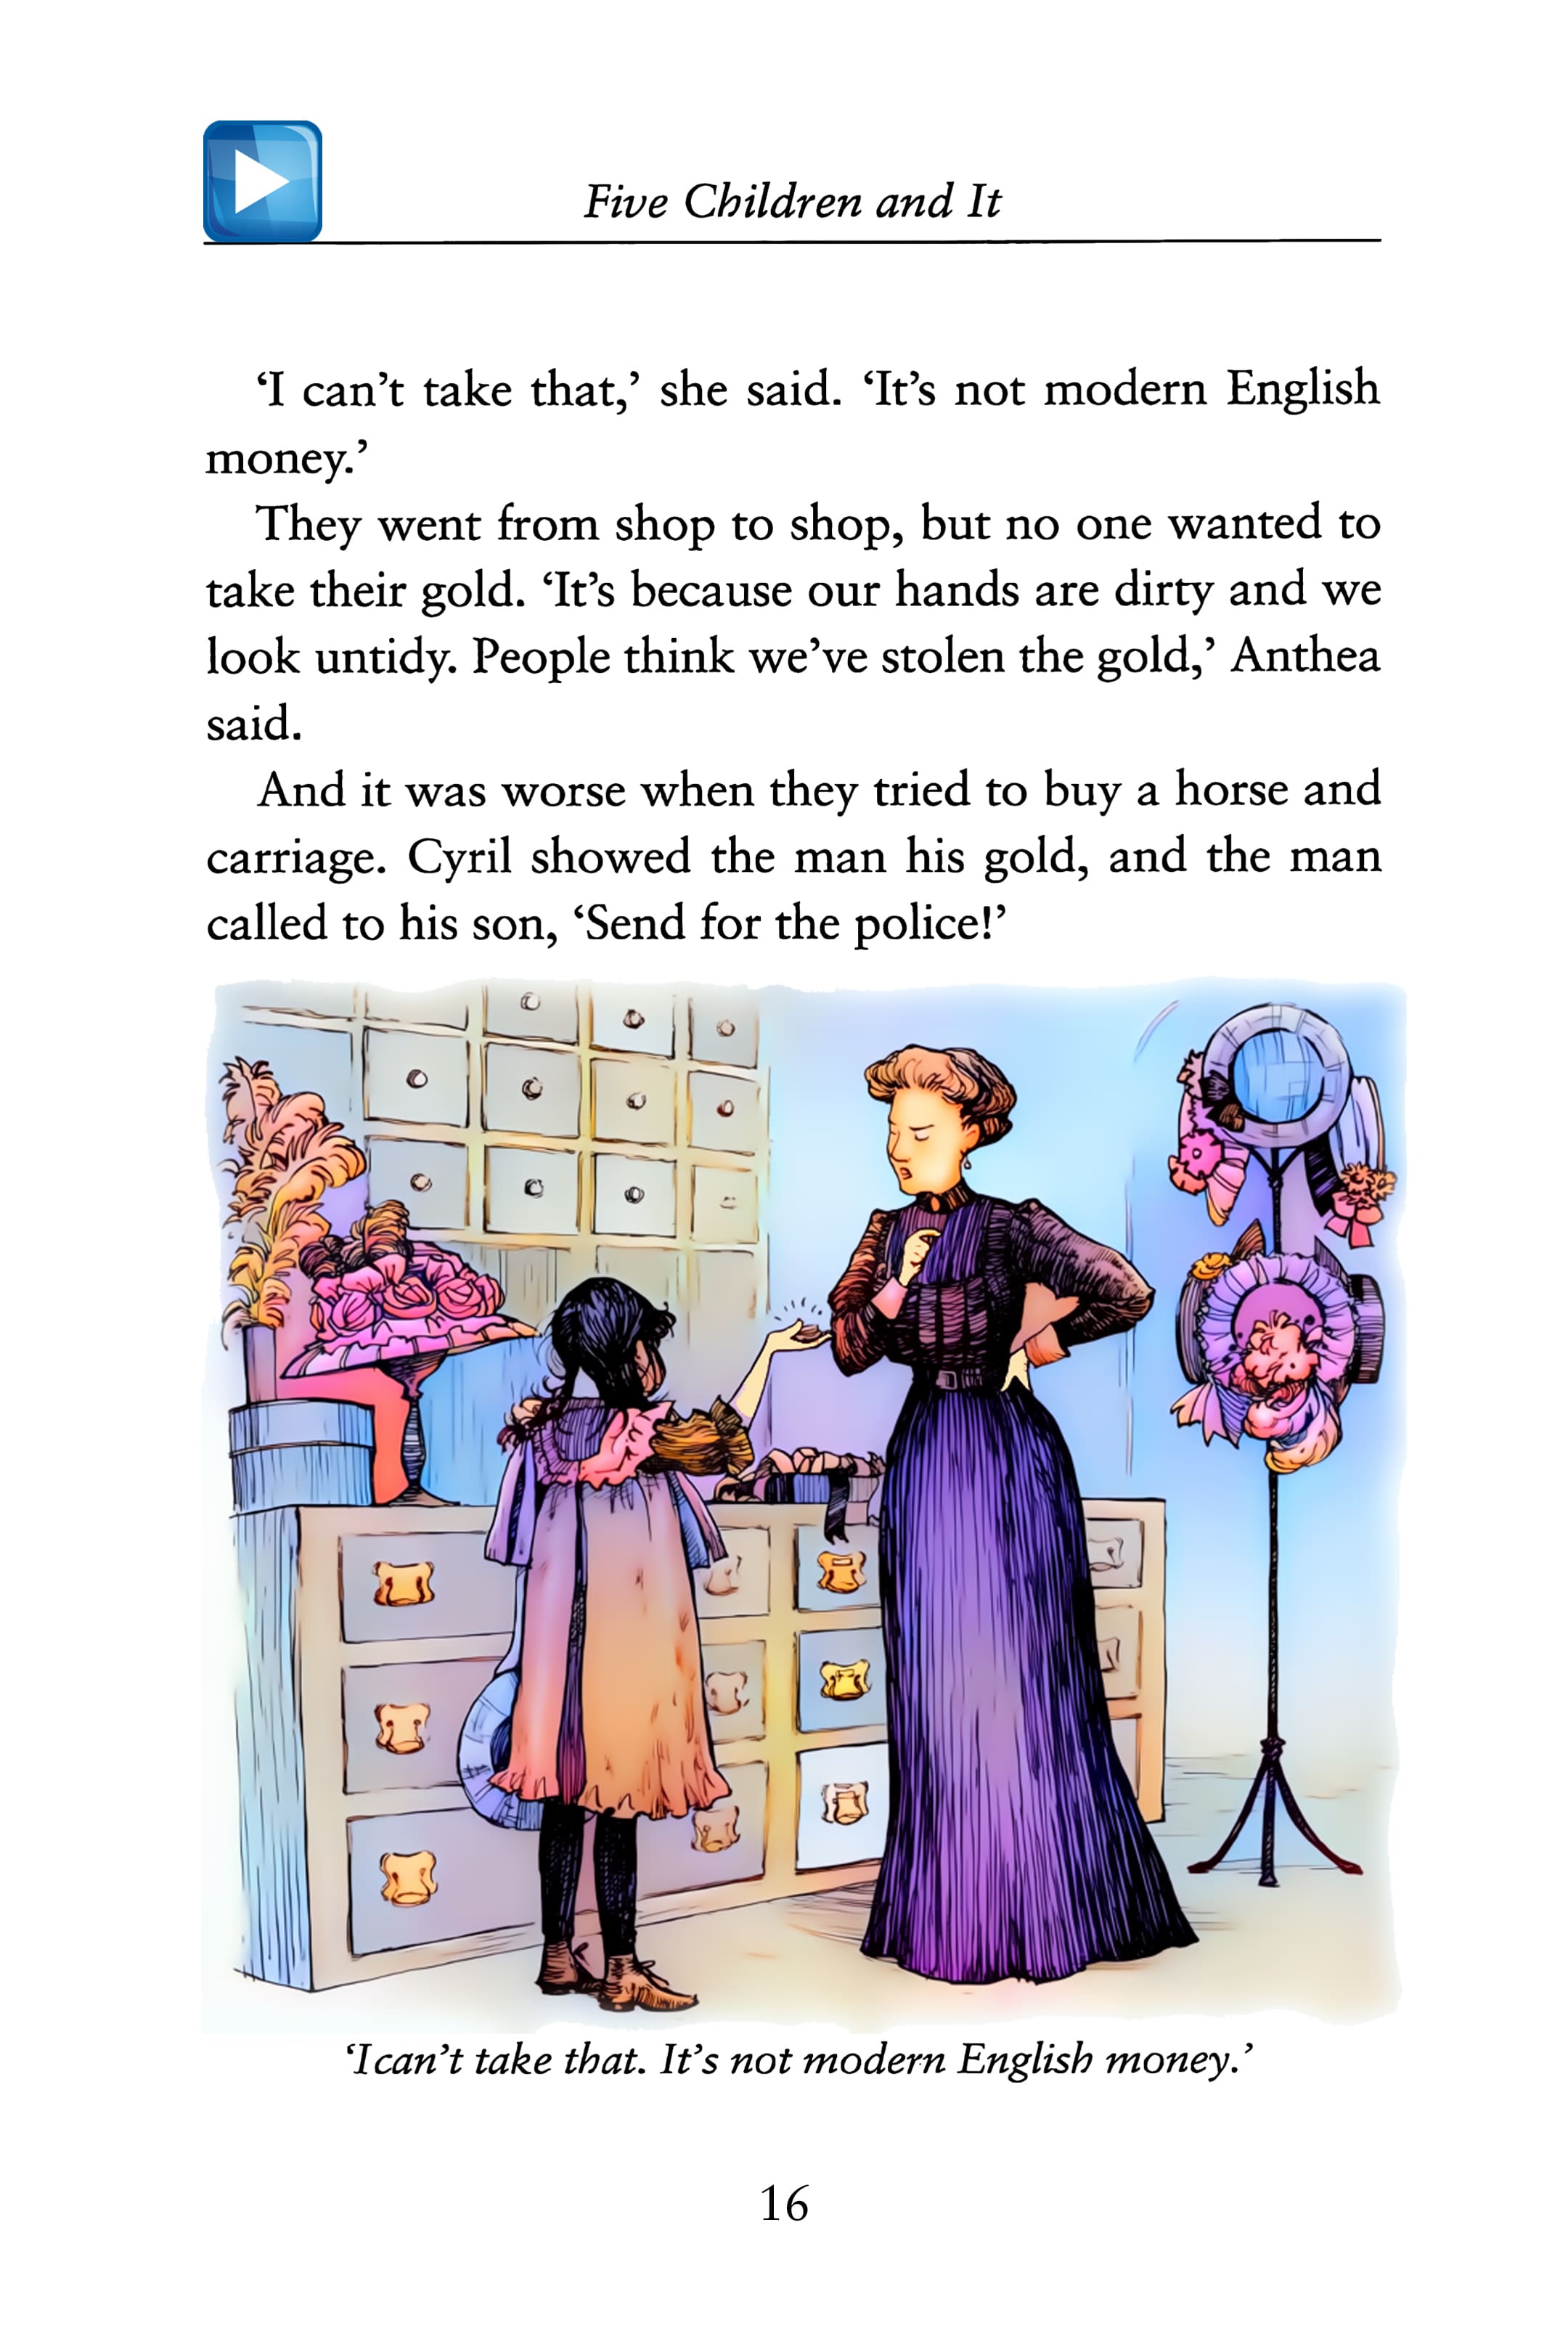 Five Children and It
‘I can’t take that,’ she said. ‘It’s not modern English
money.’
They went from shop to shop, but no one wanted to
take their gold. ‘It’s because our hands are dirty and we
look untidy. People think we’ve stolen the gold,’ Anthea
said.
And it was worse when they tried to buy a horse and
carriage. Cyril showed the man his gold, and the man
called to his son, ‘Send for the police!’
‘I can’t take that. It’s not modern English money.’
16